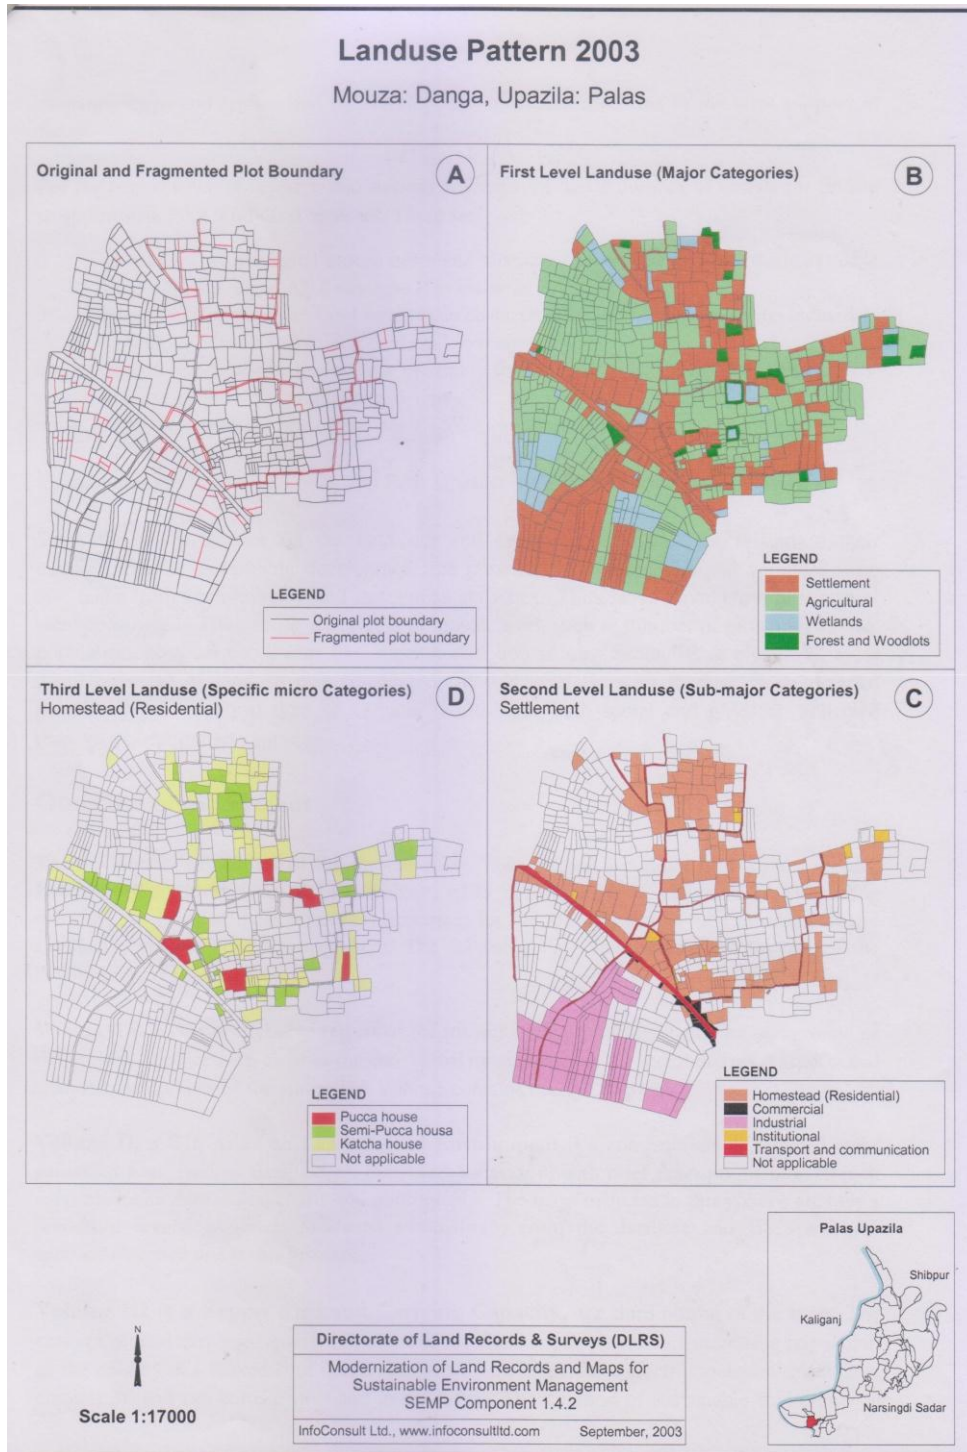 Landuse Pattern 2003
Mouza: Danga, Upazila: Palas
Original and Fragmented Plot Boundary
A
LEGEND
Original plot boundary
Fragmented plot boundary
First Level Landuse (Major Categories)
B
LEGEND
Settlement
Agricultural
Wetlands
Forest and Woodlots
Third Level Landuse (Specific micro Categories)
Homestead (Residential)
D
LEGEND
Pucca house
Semi-Pucca housa
Katcha house
Not applicable
Second Level Landuse (Sub-major Categories)
Settlement
C
LEGEND
Homestead (Residential)
Commercial
Industrial
Institutional
Transport and communication
Not applicable
N
Scale 1:17000
Directorate of Land Records & Surveys (DLRS)
Modernization of Land Records and Maps for
Sustainable Environment Management
SEMP Component 1.4.2
InfoConsult Ltd., www.infoconsultltd.com September, 2003
Palas Upazila
Shibpur
Kaliganj
Narsingdi Sadar